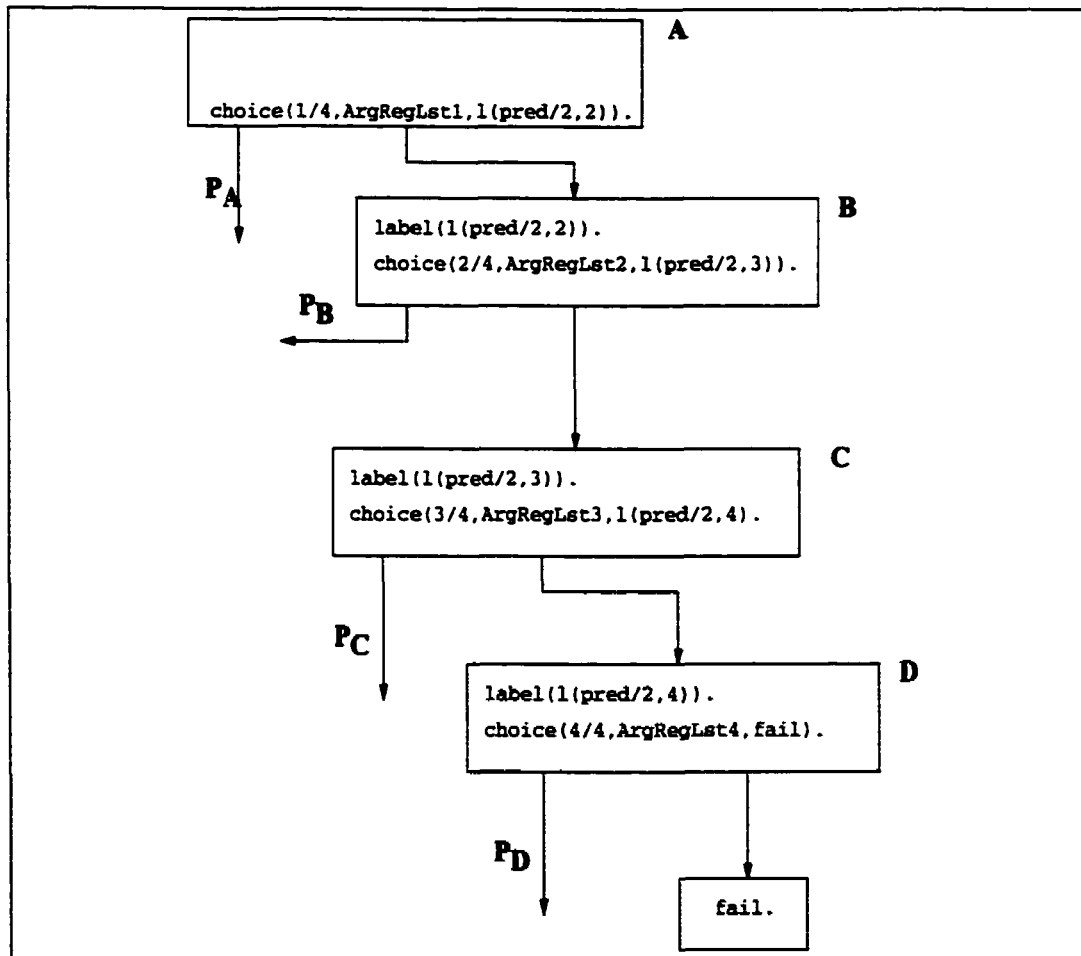 A
choice(1/4,ArgRegLst1,l(pred/2,2)).
PA
B
label(l(pred/2,2)).
choice(2/4,ArgRegLst2,l(pred/2,3)).
PB
C
label(l(pred/2,3)).
choice(3/4,ArgRegLst3,l(pred/2,4).
PC
D
label(l(pred/2,4)).
choice(4/4,ArgRegLst4,fail).
PD
fail.